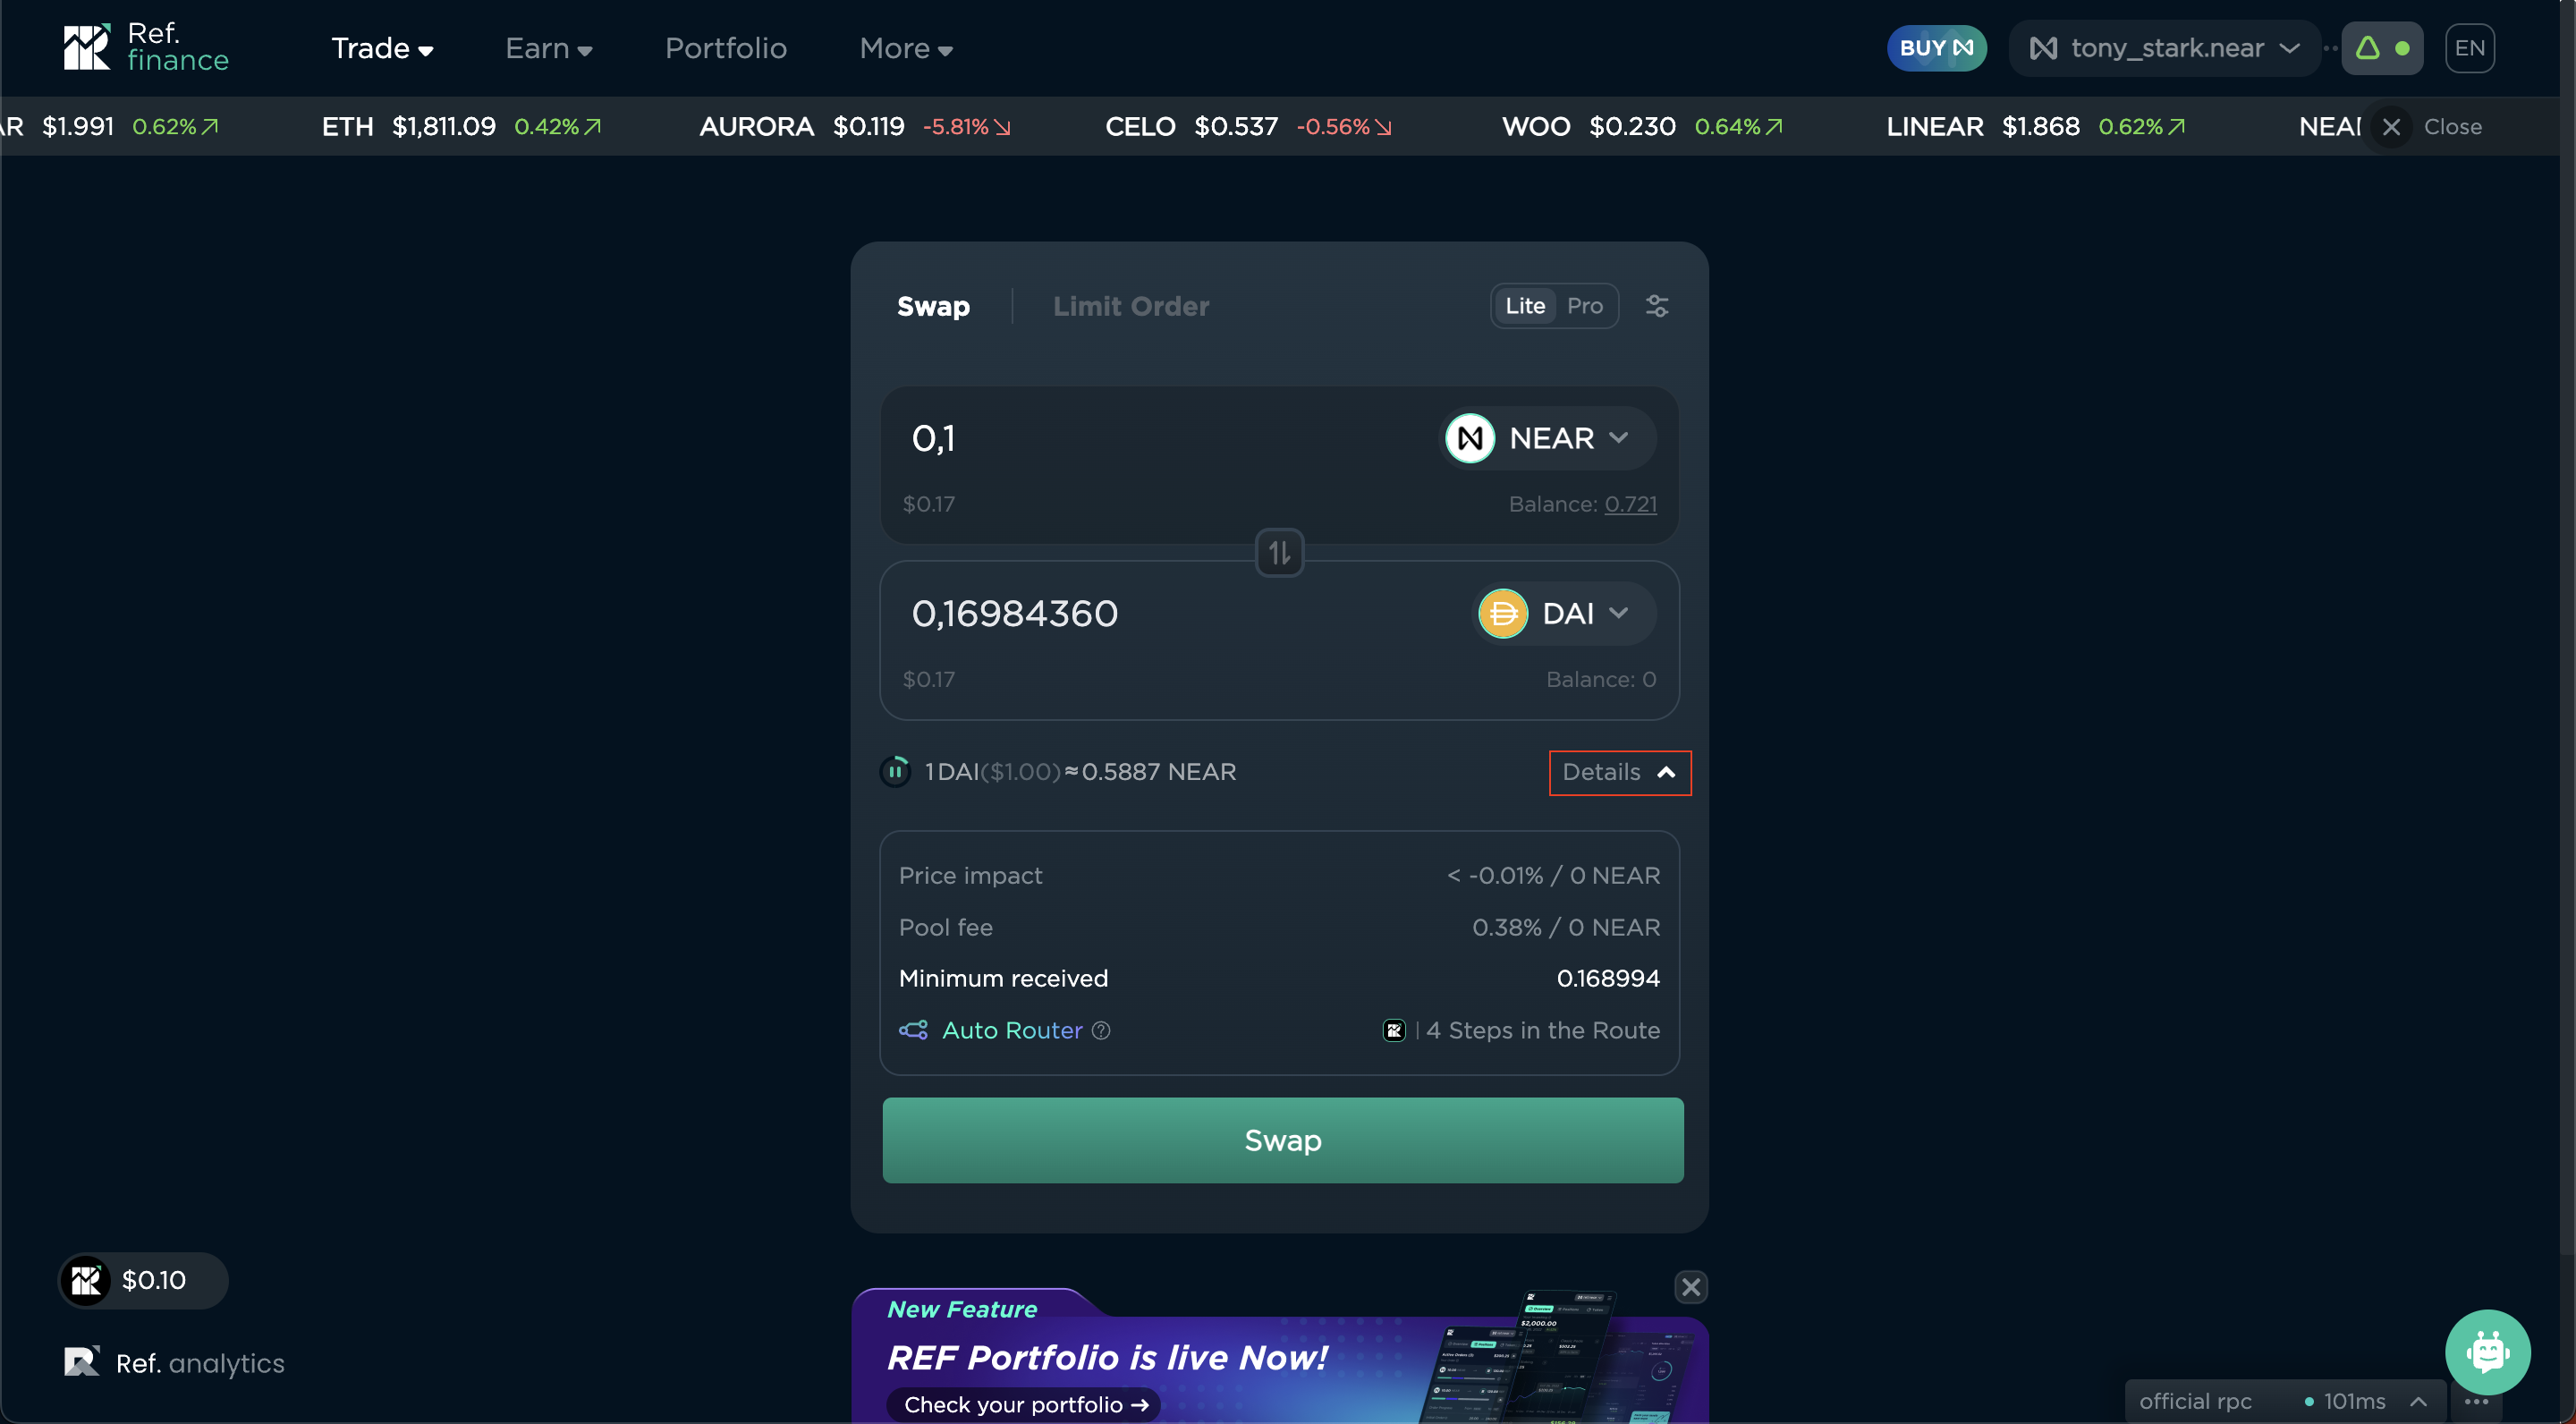 Ref.
finance
Trade
Earn
Portfolio
More
BUY
tony_stark.near
EN
AR $1.991 0.62%
ETH $1,811.09 0.42%
AURORA $0.119 -5.81%
CELO $0.537 -0.56%
WOO $0.230 0.64%
LINEAR $1.868 0.62%
NEAR
Close
Swap
Limit Order
Lite
Pro
0,1
NEAR
$0.17
Balance: 0.721
0,16984360
DAI
$0.17
Balance: 0
1 DAI($1.00)≈0.5887 NEAR
Details
Price impact
< -0.01% / 0 NEAR
Pool fee
0.38% / 0 NEAR
Minimum received
0.168994
Auto Router ?
| 4 Steps in the Route
Swap
$0.10
Ref. analytics
New Feature
REF Portfolio is live Now!
Check your portfolio →
$2,000.00
official rpc
101ms